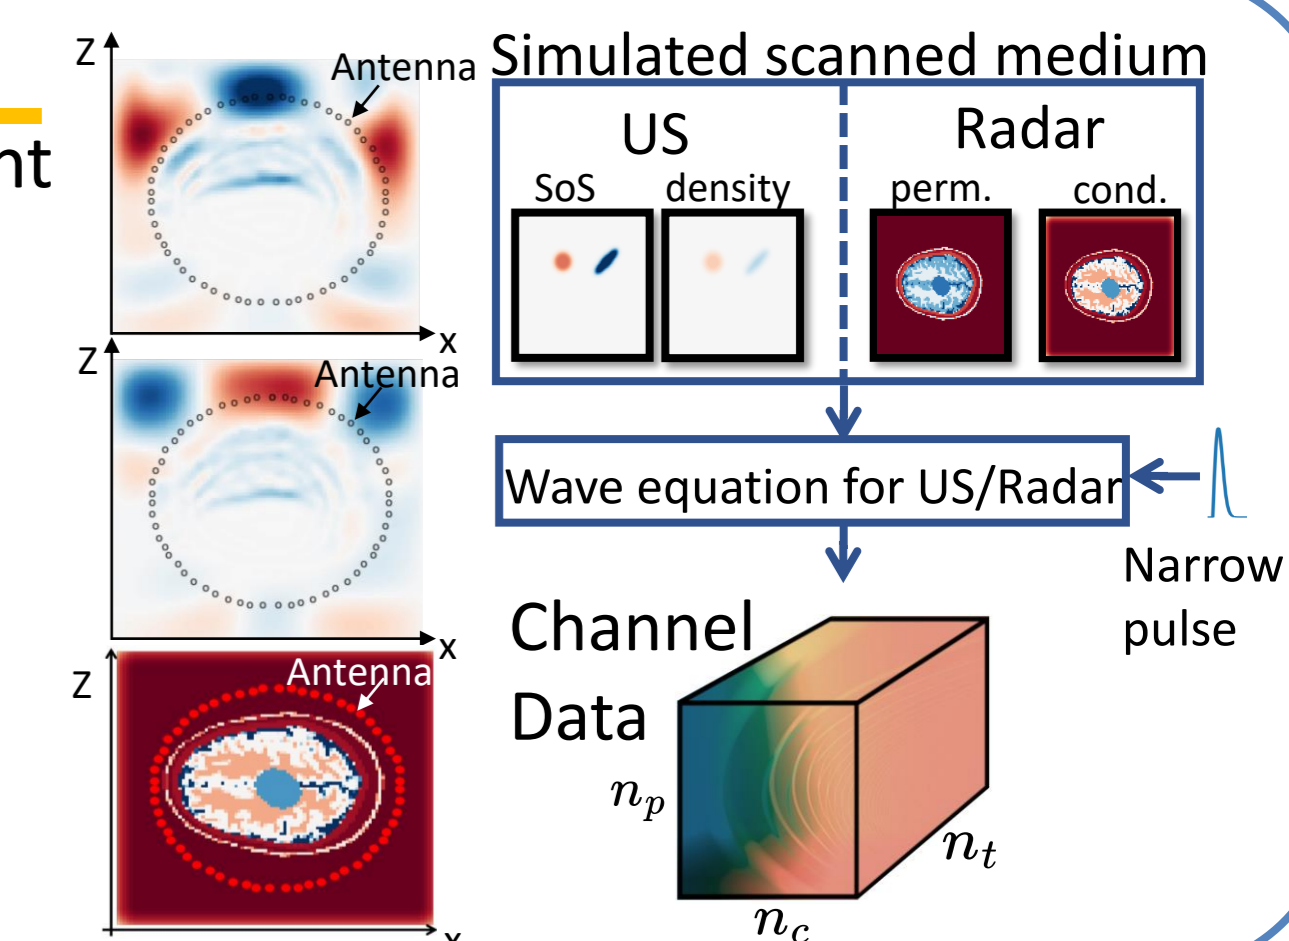 nt
Z
Antenna
x
Z
Antenna
x
Z
Antenna
x
Simulated scanned medium
US
Radar
SoS
density
perm.
cond.
Wave equation for US/Radar
Narrow
pulse
Channel
Data
n_p
n_t
n_c